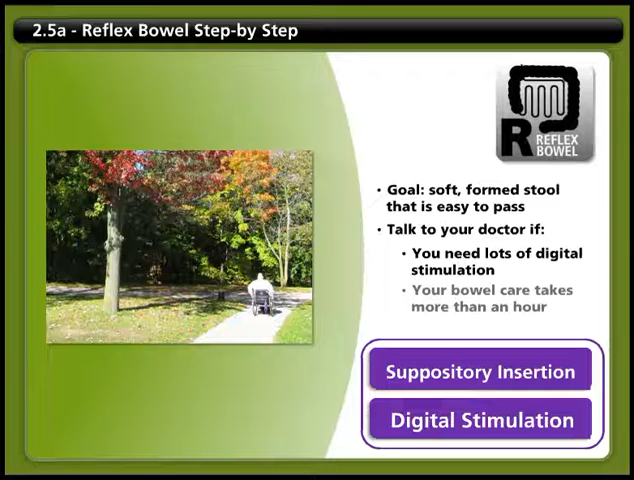 2.5a - Reflex Bowel Step-by Step
R REFLEX
BOWEL
• Goal: soft, formed stool
that is easy to pass
• Talk to your doctor if:
• You need lots of digital
stimulation
• Your bowel care takes
more than an hour
Suppository Insertion
Digital Stimulation